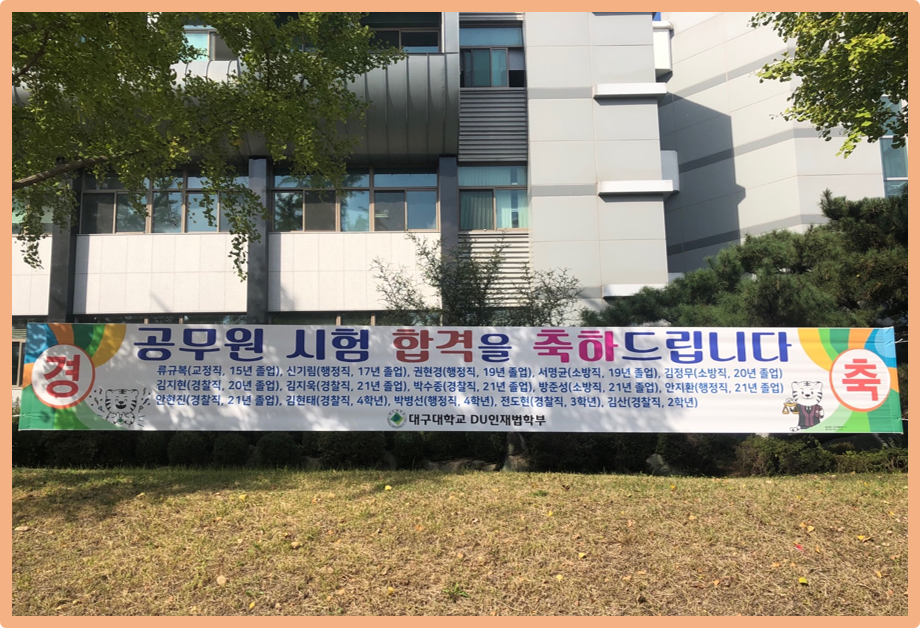 경 축
공무원 시험 합격을 축하드립니다
류규복(교정직, 15년 졸업), 신기림(행정직, 17년 졸업), 권현경(행정직, 19년 졸업), 서명균(소방직, 19년 졸업), 김정무(소방직, 20년 졸업)
김지현(경찰직, 20년 졸업), 김지욱(경찰직, 21년 졸업), 박수종(경찰직, 21년 졸업), 방준성(소방직, 21년 졸업), 안지환(행정직, 21년 졸업)
안현진(경찰직, 21년 졸업), 김현태(경찰직, 4학년), 박병선(행정직, 4학년), 전도현(경찰직, 3학년), 김산(경찰직, 2학년)
대구대학교 DU인재법학부